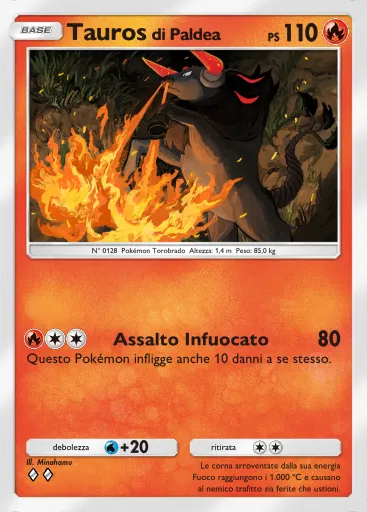 BASE
Tauros di Paldea
PS 110
N° 0128 Pokémon Torobrado Altezza: 1,4 m Peso: 85,0 kg
Assalto Infuocato 80
Questo Pokémon infligge anche 10 danni a se stesso.
debolezza +20 ritirata
Ill. Minahamu
Le corna arroventate dalla sua energia
Fuoco raggiungono i 1.000 °C e causano
al nemico trafitto sia ferite che ustioni.